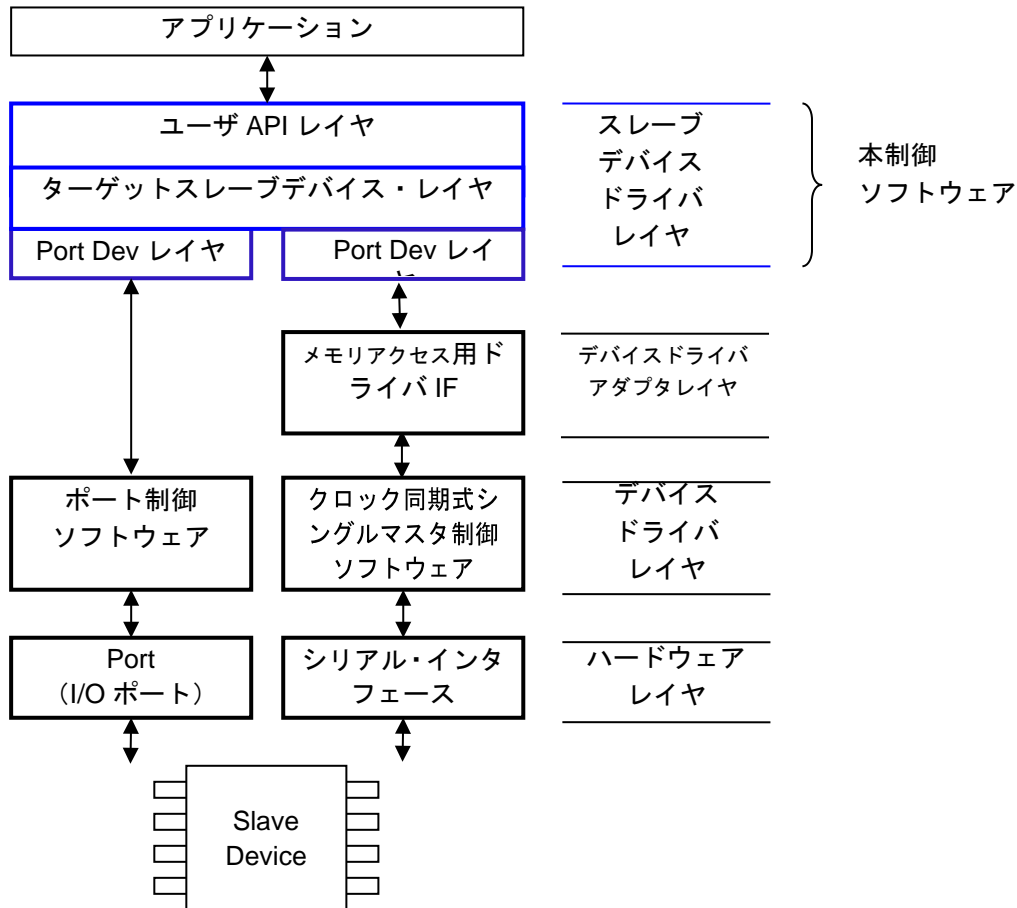 アプリケーション
ユーザ API レイヤ
ターゲットスレーブデバイス・レイヤ
Port Dev レイヤ
Port Dev レイ
スレーブ
デバイス
ドライバ
レイヤ
本制御
ソフトウェア
メモリアクセス用ド
ライバ IF
デバイスドライバ
アダプタレイヤ
ポート制御
ソフトウェア
クロック同期式シ
ングルマスタ制御
ソフトウェア
デバイス
ドライバ
レイヤ
Port
（I/O ポート）
シリアル・インタ
フェース
ハードウェア
レイヤ
Slave
Device